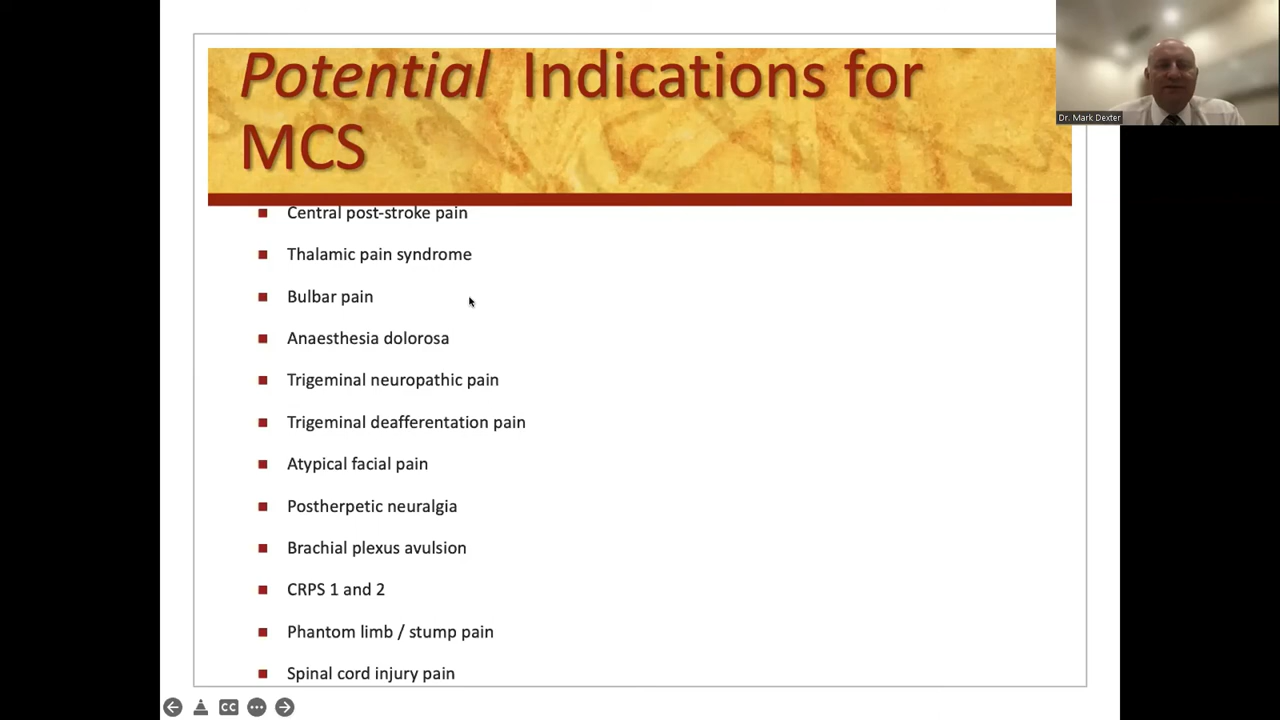 Potential Indications for
MCS
Dr. Mark Dexter
Central post-stroke pain
Thalamic pain syndrome
Bulbar pain
Anaesthesia dolorosa
Trigeminal neuropathic pain
Trigeminal deafferentation pain
Atypical facial pain
Postherpetic neuralgia
Brachial plexus avulsion
CRPS 1 and 2
Phantom limb / stump pain
Spinal cord injury pain
CC